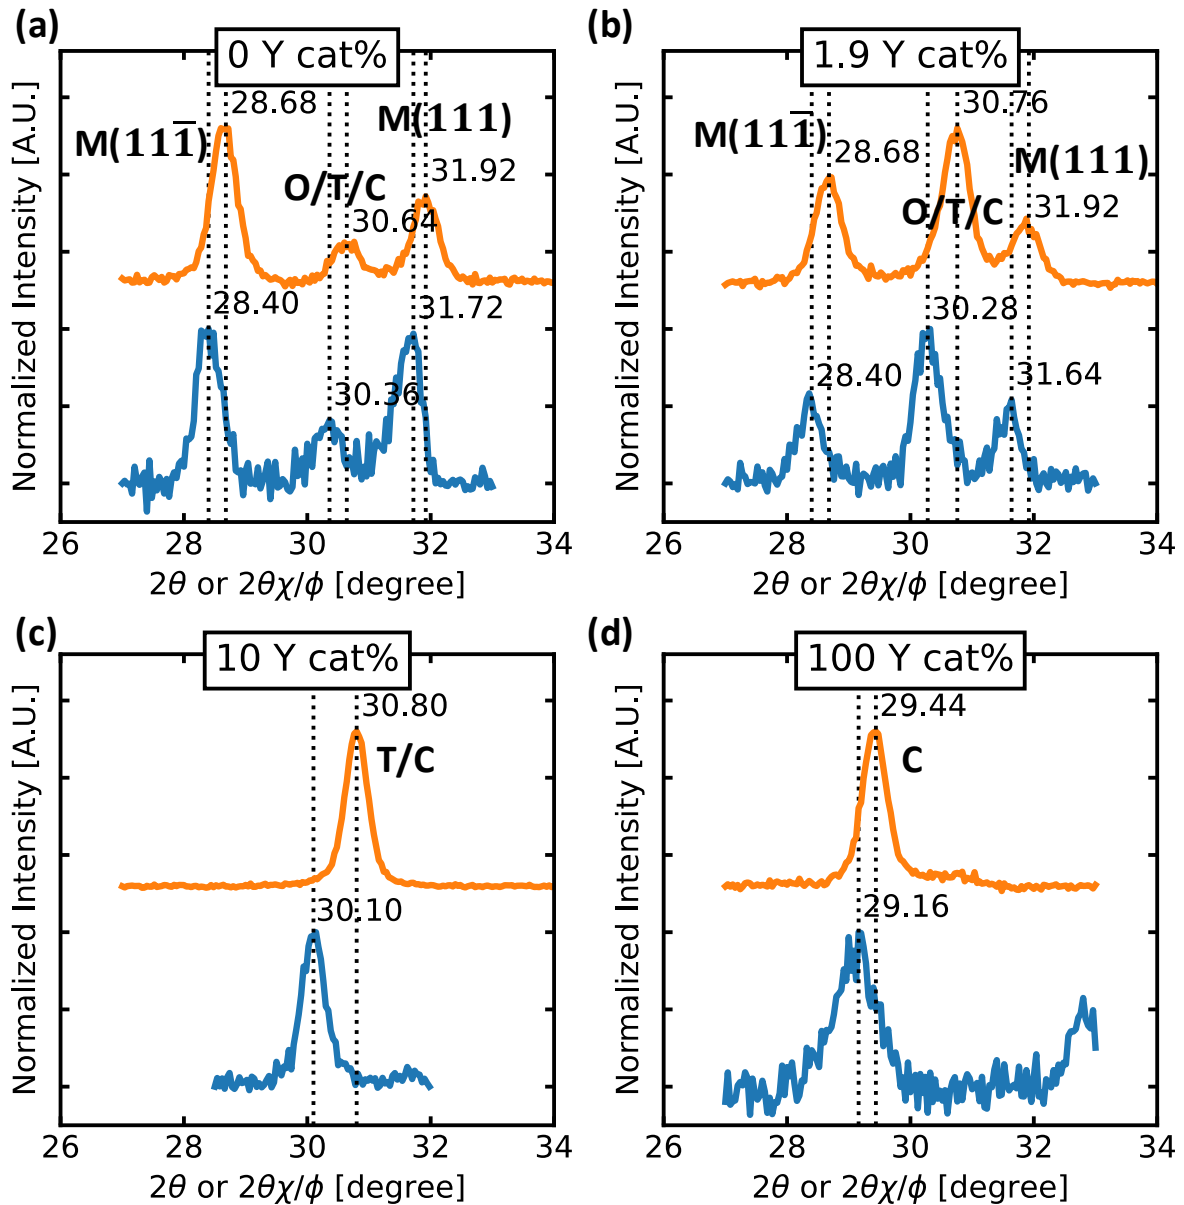 (a)
0 Y cat%
28.68
M(111̅)
M(111)
31.92
O/T/C
30.64
28.40
31.72
30.36
Normalized Intensity [A.U.]
26 28 30 32 34
2θ or 2θχ/ϕ [degree]
(b)
1.9 Y cat%
30.76
M(111̅)
28.68
M(111)
O/T/C
31.92
30.28
28.40
31.64
Normalized Intensity [A.U.]
26 28 30 32 34
2θ or 2θχ/ϕ [degree]
(c)
10 Y cat%
30.80
T/C
30.10
Normalized Intensity [A.U.]
26 28 30 32 34
2θ or 2θχ/ϕ [degree]
(d)
100 Y cat%
29.44
C
29.16
Normalized Intensity [A.U.]
26 28 30 32 34
2θ or 2θχ/ϕ [degree]